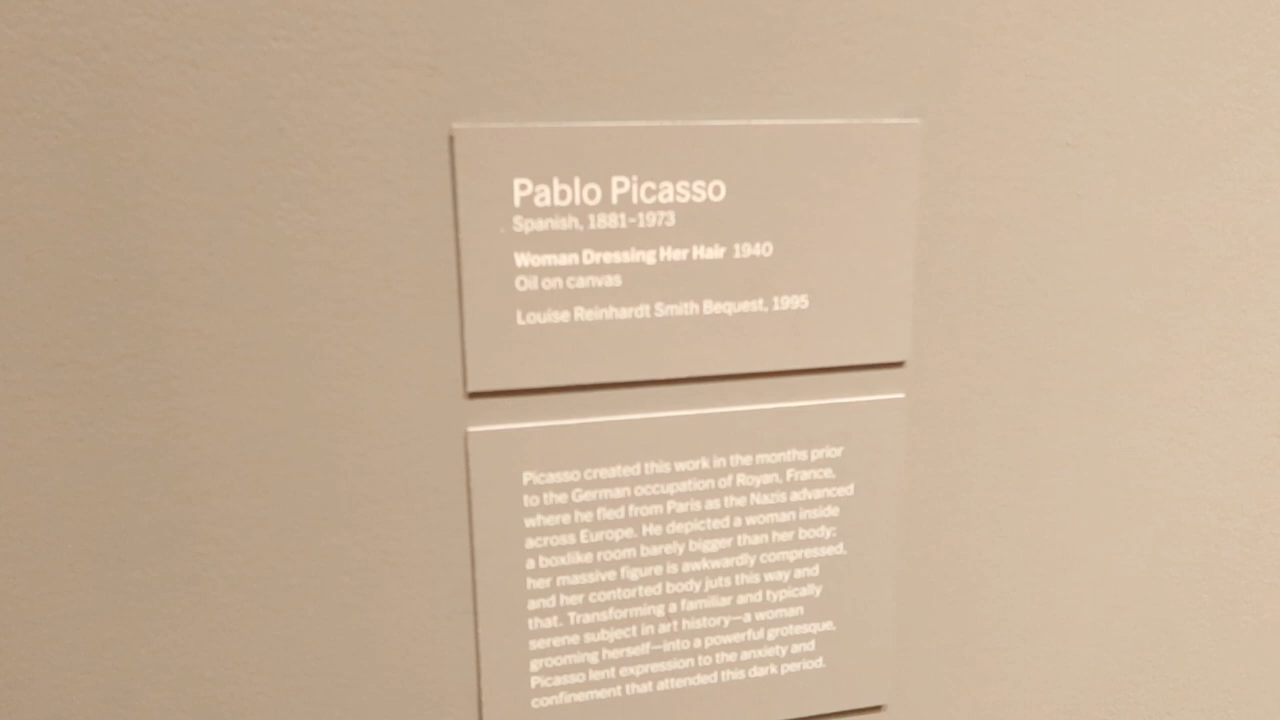 Pablo Picasso
Spanish, 1881–1973
Woman Dressing Her Hair 1940
Oil on canvas
Louise Reinhardt Smith Bequest, 1995
Picasso created this work in the months prior
to the German occupation of Royan, France,
where he fled from Paris as the Nazis advanced
across Europe. He depicted a woman inside
a boxlike room barely bigger than her body;
her massive figure is awkwardly compressed,
and her contorted body juts this way and
that. Transforming a familiar and typically
serene subject in art history—a woman
grooming herself—into a powerful grotesque,
Picasso lent expression to the anxiety and
confinement that attended this dark period.